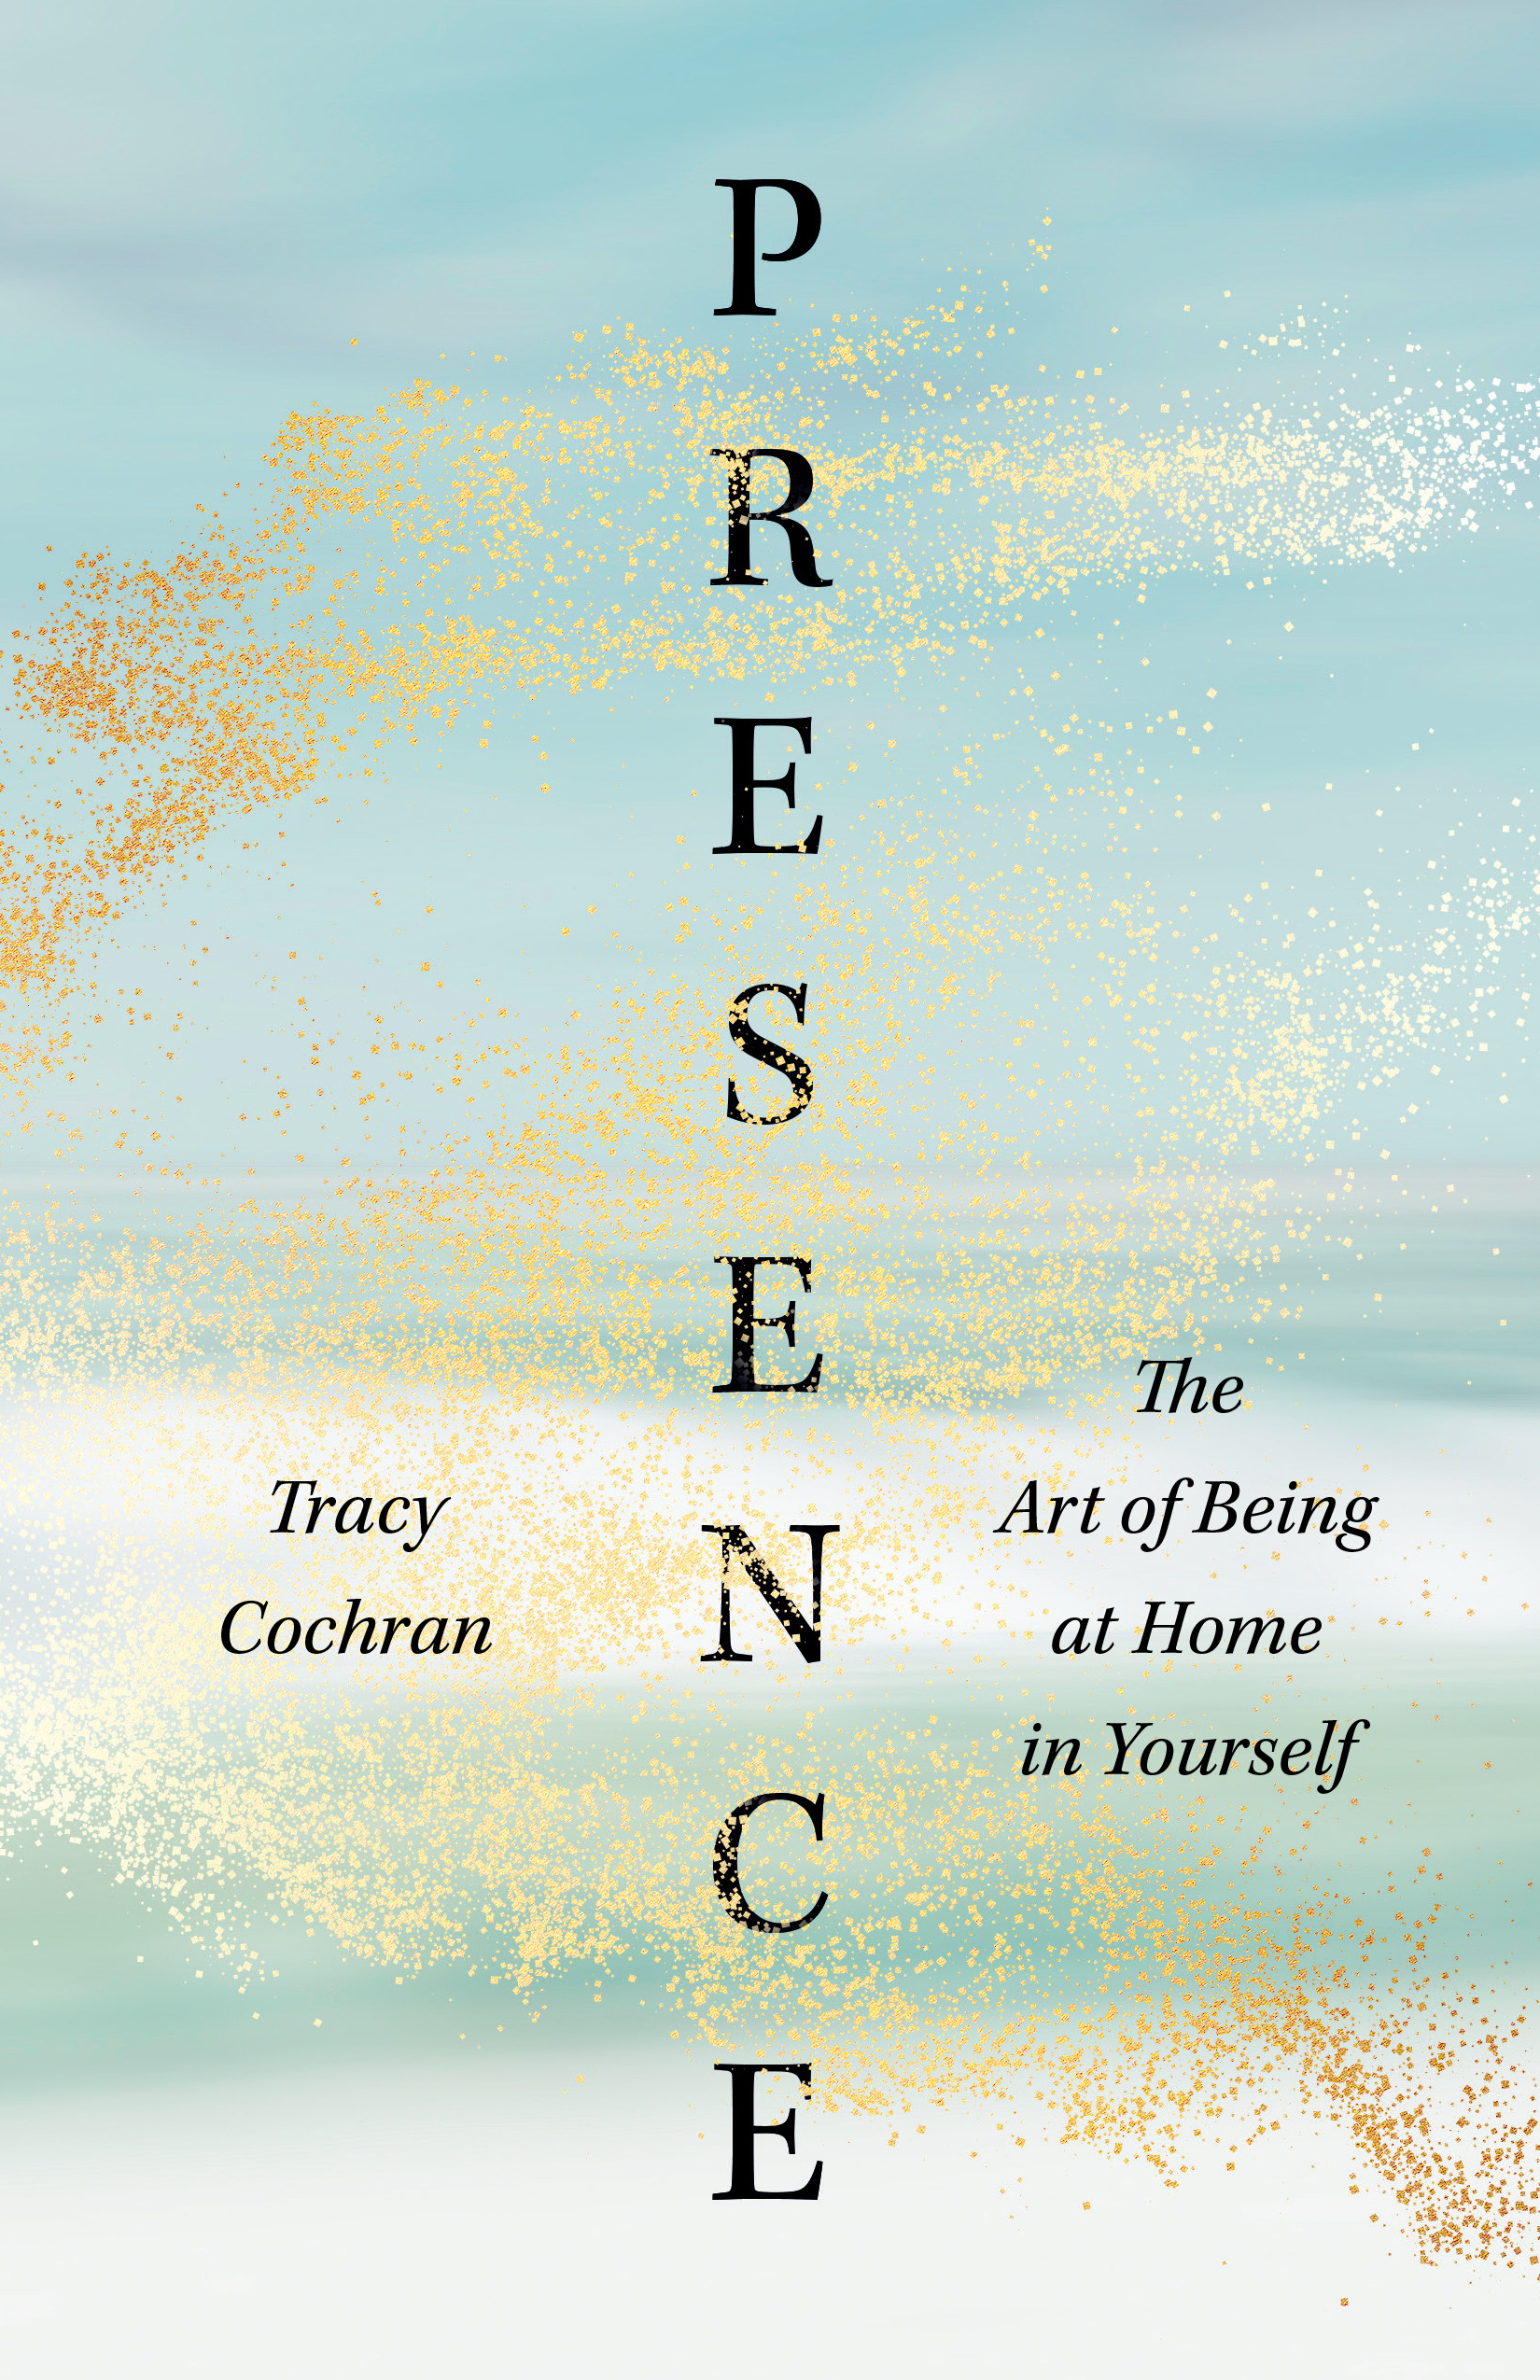 PRESENCE
The
Art of Being
at Home
in Yourself
Tracy
Cochran